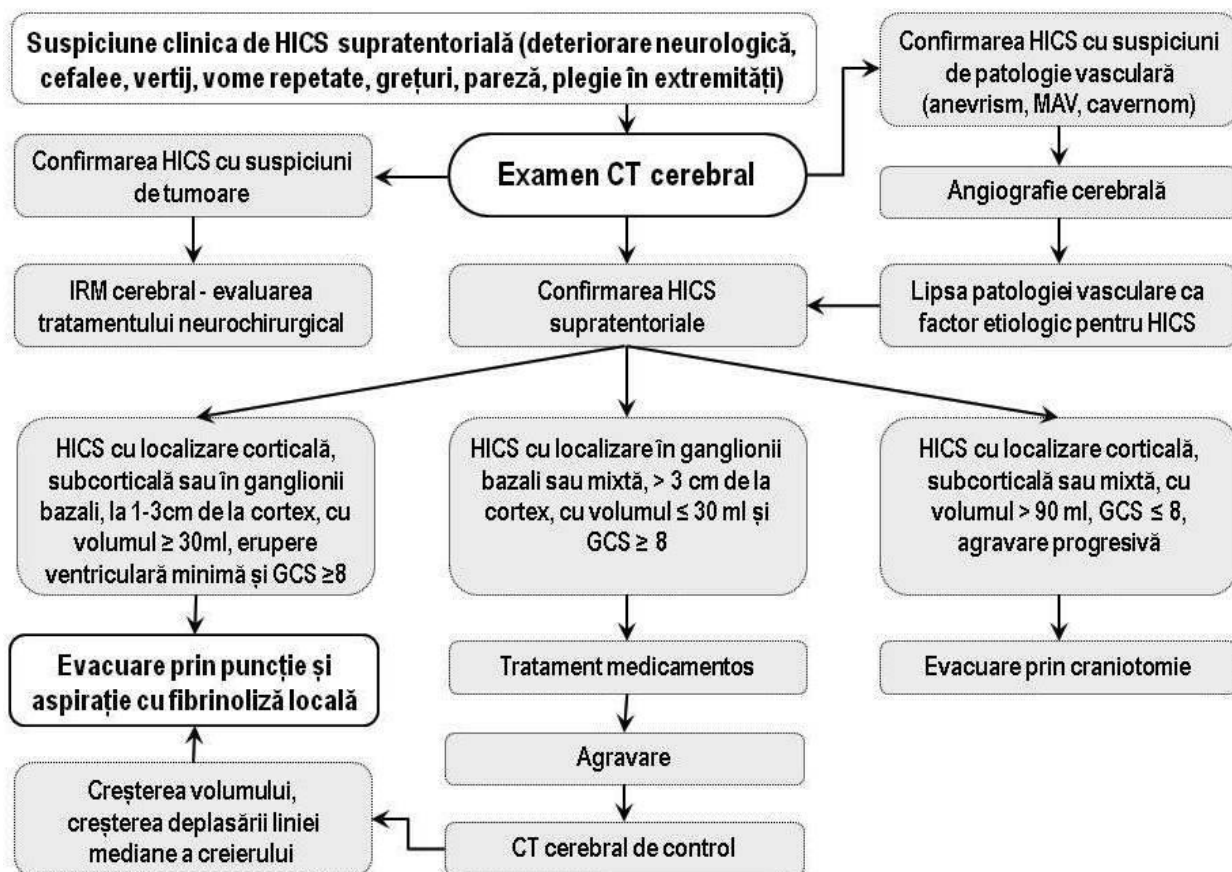 Suspiciune clinica de HICS supratentorială (deteriorare neurologică,
cefalee, vertij, vome repetate, grețuri, pareză, plegie în extremități)
Confirmarea HICS cu suspiciuni
de patologie vasculară
(anevrism, MAV, cavernom)
Confirmarea HICS cu suspiciuni
de tumoare
Examen CT cerebral
Angiografie cerebrală
IRM cerebral - evaluarea
tratamentului neurochirurgical
Confirmarea HICS
supratentoriale
Lipsa patologiei vasculare ca
factor etiologic pentru HICS
HICS cu localizare corticală,
subcorticală sau în ganglionii
bazali, la 1-3cm de la cortex, cu
volumul ≥ 30ml, erupere
ventriculară minimă și GCS ≥8
HICS cu localizare în ganglionii
bazali sau mixtă, > 3 cm de la
cortex, cu volumul ≤ 30 ml și
GCS ≥ 8
HICS cu localizare corticală,
subcorticală sau mixtă, cu
volumul > 90 ml, GCS ≤ 8,
agravare progresivă
Evacuare prin puncție și
aspirație cu fibrinoliză locală
Tratament medicamentos
Evacuare prin craniotomie
Agravare
Creșterea volumului,
creșterea deplasării liniei
mediane a creierului
CT cerebral de control